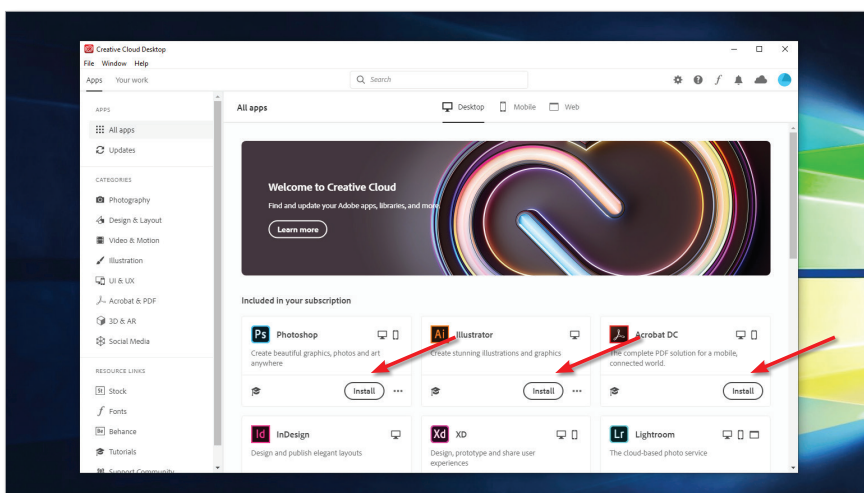 Creative Cloud Desktop
File Window Help
Apps Your work
Search
f
APPS
All apps
Updates
CATEGORIES
Photography
Design & Layout
Video & Motion
Illustration
UI & UX
Acrobat & PDF
3D & AR
Social Media
RESOURCE LINKS
St Stock
f Fonts
Be Behance
Tutorials
Support Community
All apps
Desktop Mobile Web
Welcome to Creative Cloud
Find and update your Adobe apps, libraries, and more.
Learn more
Included in your subscription
Ps Photoshop
Create beautiful graphics, photos and art
anywhere
Install
Ai Illustrator
Create stunning illustrations and graphics
Install
Acrobat DC
The complete PDF solution for a mobile,
connected world.
Install
Id InDesign
Design and publish elegant layouts
Xd XD
Design, prototype and share user
experiences
Lr Lightroom
The cloud-based photo service